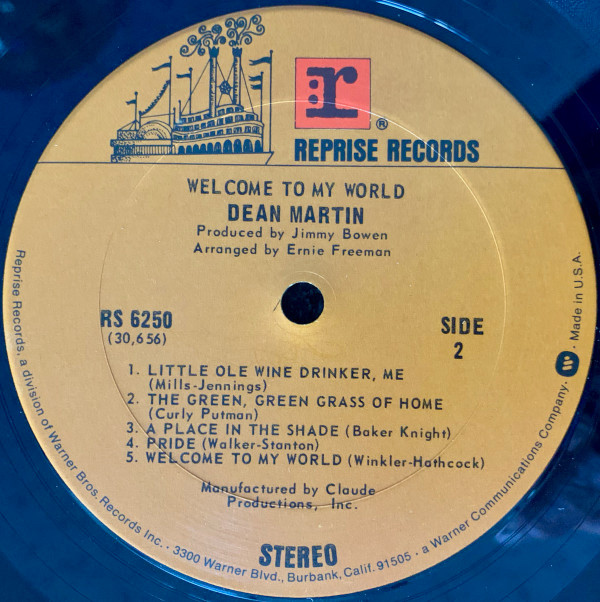 r
®
REPRISE RECORDS
WELCOME TO MY WORLD
DEAN MARTIN
Produced by Jimmy Bowen
Arranged by Ernie Freeman
RS 6250
(30,656)
SIDE
2
1. LITTLE OLE WINE DRINKER, ME
(Mills-Jennings)
2. THE GREEN, GREEN GRASS OF HOME
(Curly Putman)
3. A PLACE IN THE SHADE (Baker Knight)
4. PRIDE (Walker-Stanton)
5. WELCOME TO MY WORLD (Winkler-Hathcock)
Manufactured by Claude
Productions, Inc.
STEREO
Reprise Records, a division of Warner Bros. Records Inc. · 3300 Warner Blvd., Burbank, Calif. 91505 · a Warner Communications Company. · Made in U.S.A.